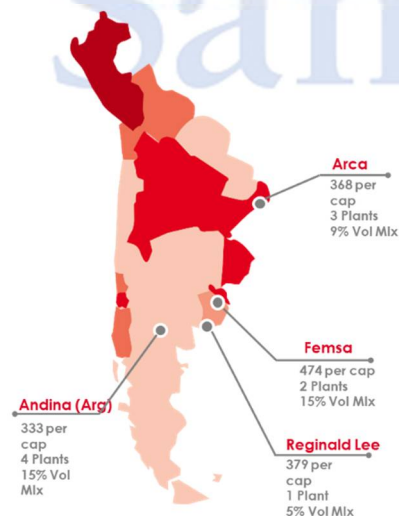 San
Arca
368 per
cap
3 Plants
9% Vol MIx
Femsa
474 per cap
2 Plants
15% Vol MIx
Andina (Arg)
333 per
cap
4 Plants
15% Vol
MIx
Reginald Lee
379 per
cap
1 Plant
5% Vol MIx